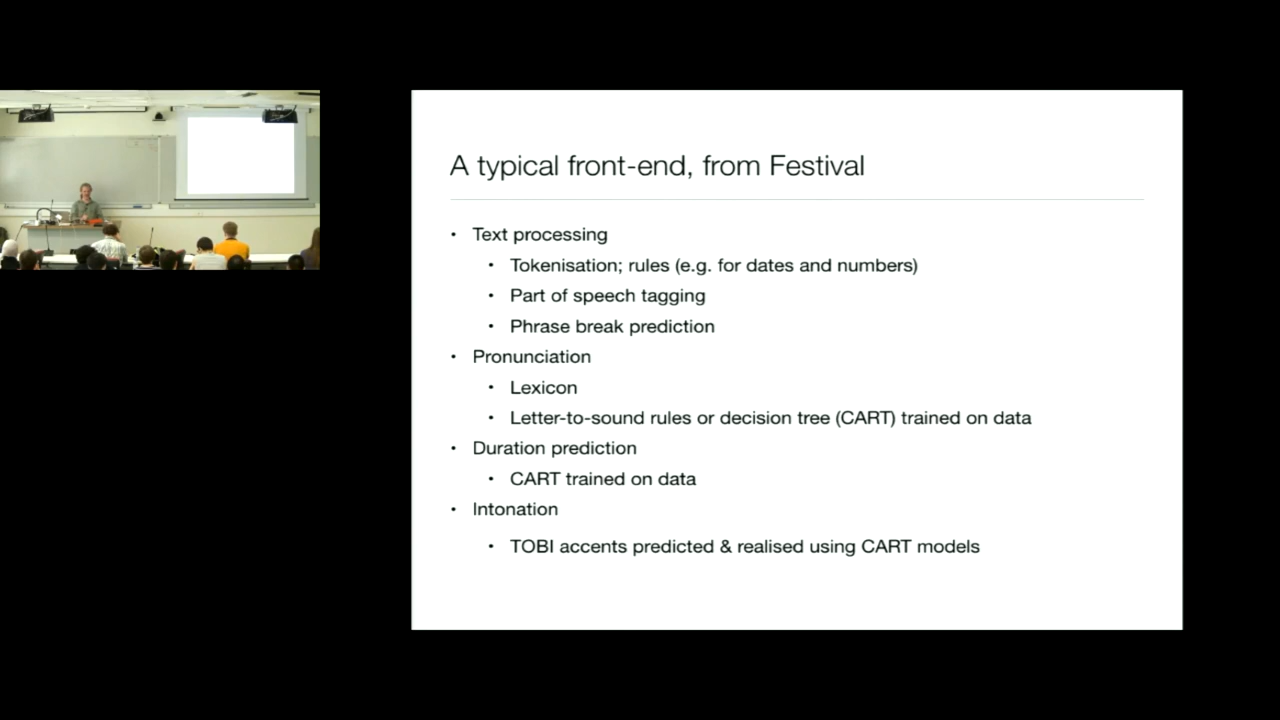 A typical front-end, from Festival
• Text processing
• Tokenisation; rules (e.g. for dates and numbers)
• Part of speech tagging
• Phrase break prediction
• Pronunciation
• Lexicon
• Letter-to-sound rules or decision tree (CART) trained on data
• Duration prediction
• CART trained on data
• Intonation
• TOBI accents predicted & realised using CART models